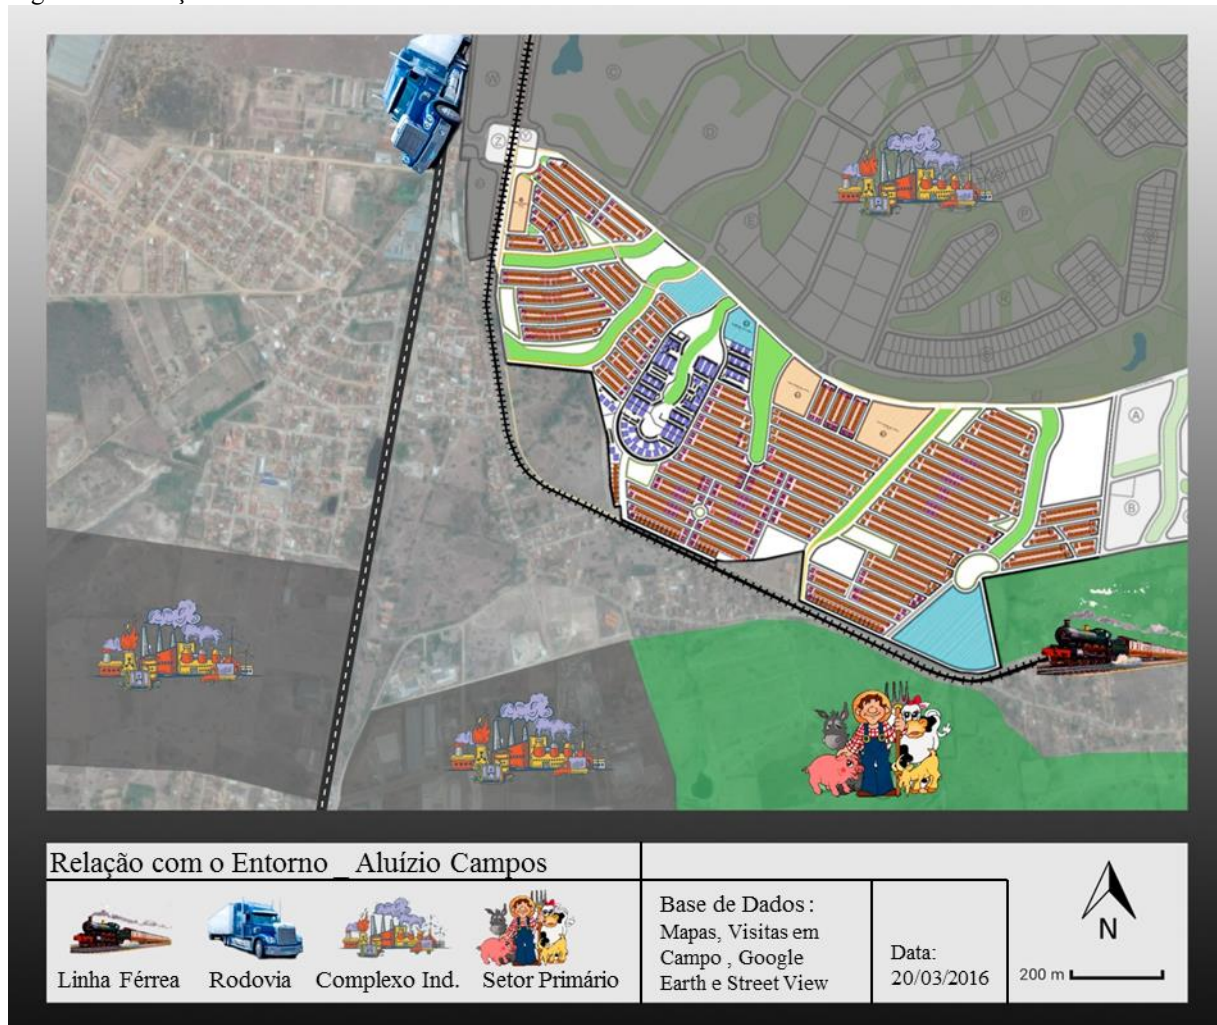 A
C
G
Z
Y
D
E
P
A
B
Relação com o Entorno _ Aluízio Campos
Linha Férrea
Rodovia
Complexo Ind.
Setor Primário
Base de Dados :
Mapas, Visitas em
Campo , Google
Earth e Street View
Data:
20/03/2016
N
200 m